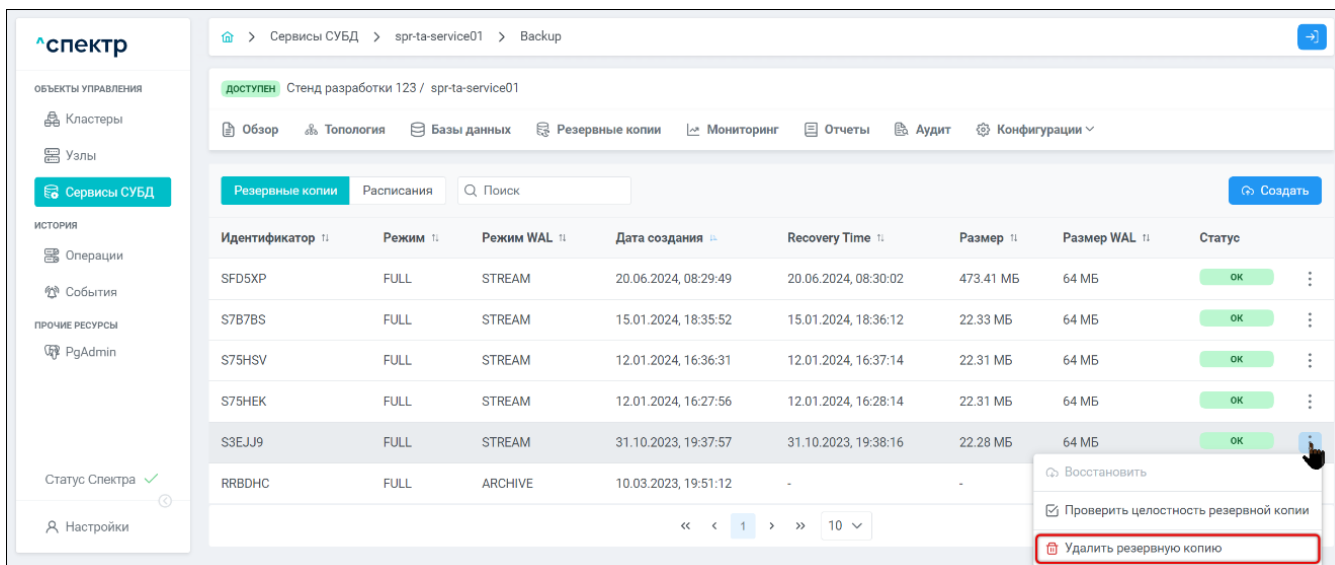 ^спектр
ОБЪЕКТЫ УПРАВЛЕНИЯ
Кластеры
Узлы
Сервисы СУБД
ИСТОРИЯ
Операции
События
ПРОЧИЕ РЕСУРСЫ
PgAdmin
Статус Спектра
Настройки
> Сервисы СУБД > spr-ta-service01 > Backup
ДОСТУПЕН Стенд разработки 123 / spr-ta-service01
Обзор Топология Базы данных Резервные копии Мониторинг Отчеты Аудит Конфигурации
Резервные копии Расписания Поиск Создать
Идентификатор Режим Режим WAL Дата создания Recovery Time Размер Размер WAL Статус
SFD5XP FULL STREAM 20.06.2024, 08:29:49 20.06.2024, 08:30:02 473.41 МБ 64 МБ ОК
S7B7BS FULL STREAM 15.01.2024, 18:35:52 15.01.2024, 18:36:12 22.33 МБ 64 МБ ОК
S75HSV FULL STREAM 12.01.2024, 16:36:31 12.01.2024, 16:37:14 22.31 МБ 64 МБ ОК
S75HEK FULL STREAM 12.01.2024, 16:27:56 12.01.2024, 16:28:14 22.31 МБ 64 МБ ОК
S3EJJ9 FULL STREAM 31.10.2023, 19:37:57 31.10.2023, 19:38:16 22.28 МБ 64 МБ ОК
RRBDHC FULL ARCHIVE 10.03.2023, 19:51:12 - -
Восстановить
Проверить целостность резервной копии
Удалить резервную копию
« < 1 > » 10